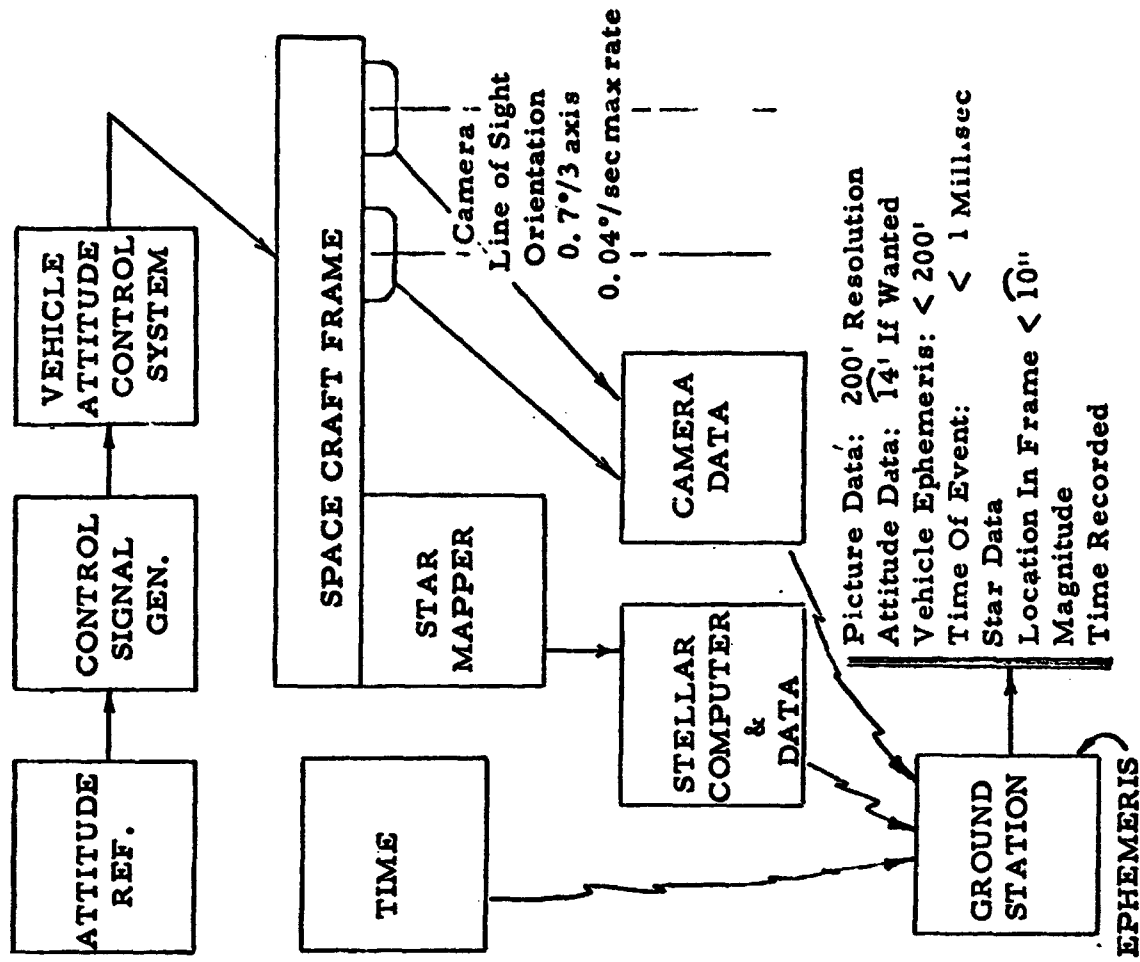 ATTITUDE
REF.
CONTROL
SIGNAL
GEN.
VEHICLE
ATTITUDE
CONTROL
SYSTEM
TIME
SPACE CRAFT FRAME
STAR
MAPPER
Camera
Line of Sight
Orientation
0.7°/3 axis
0.04°/sec max rate
STELLAR
COMPUTER
&
DATA
CAMERA
DATA
GROUND
STATION
EPHEMERIS
Picture Data: 200' Resolution
Attitude Data: 14' If Wanted
Vehicle Ephemeris: < 200'
Time Of Event: < 1 Mill.sec
Star Data
Location In Frame < 10"
Magnitude
Time Recorded